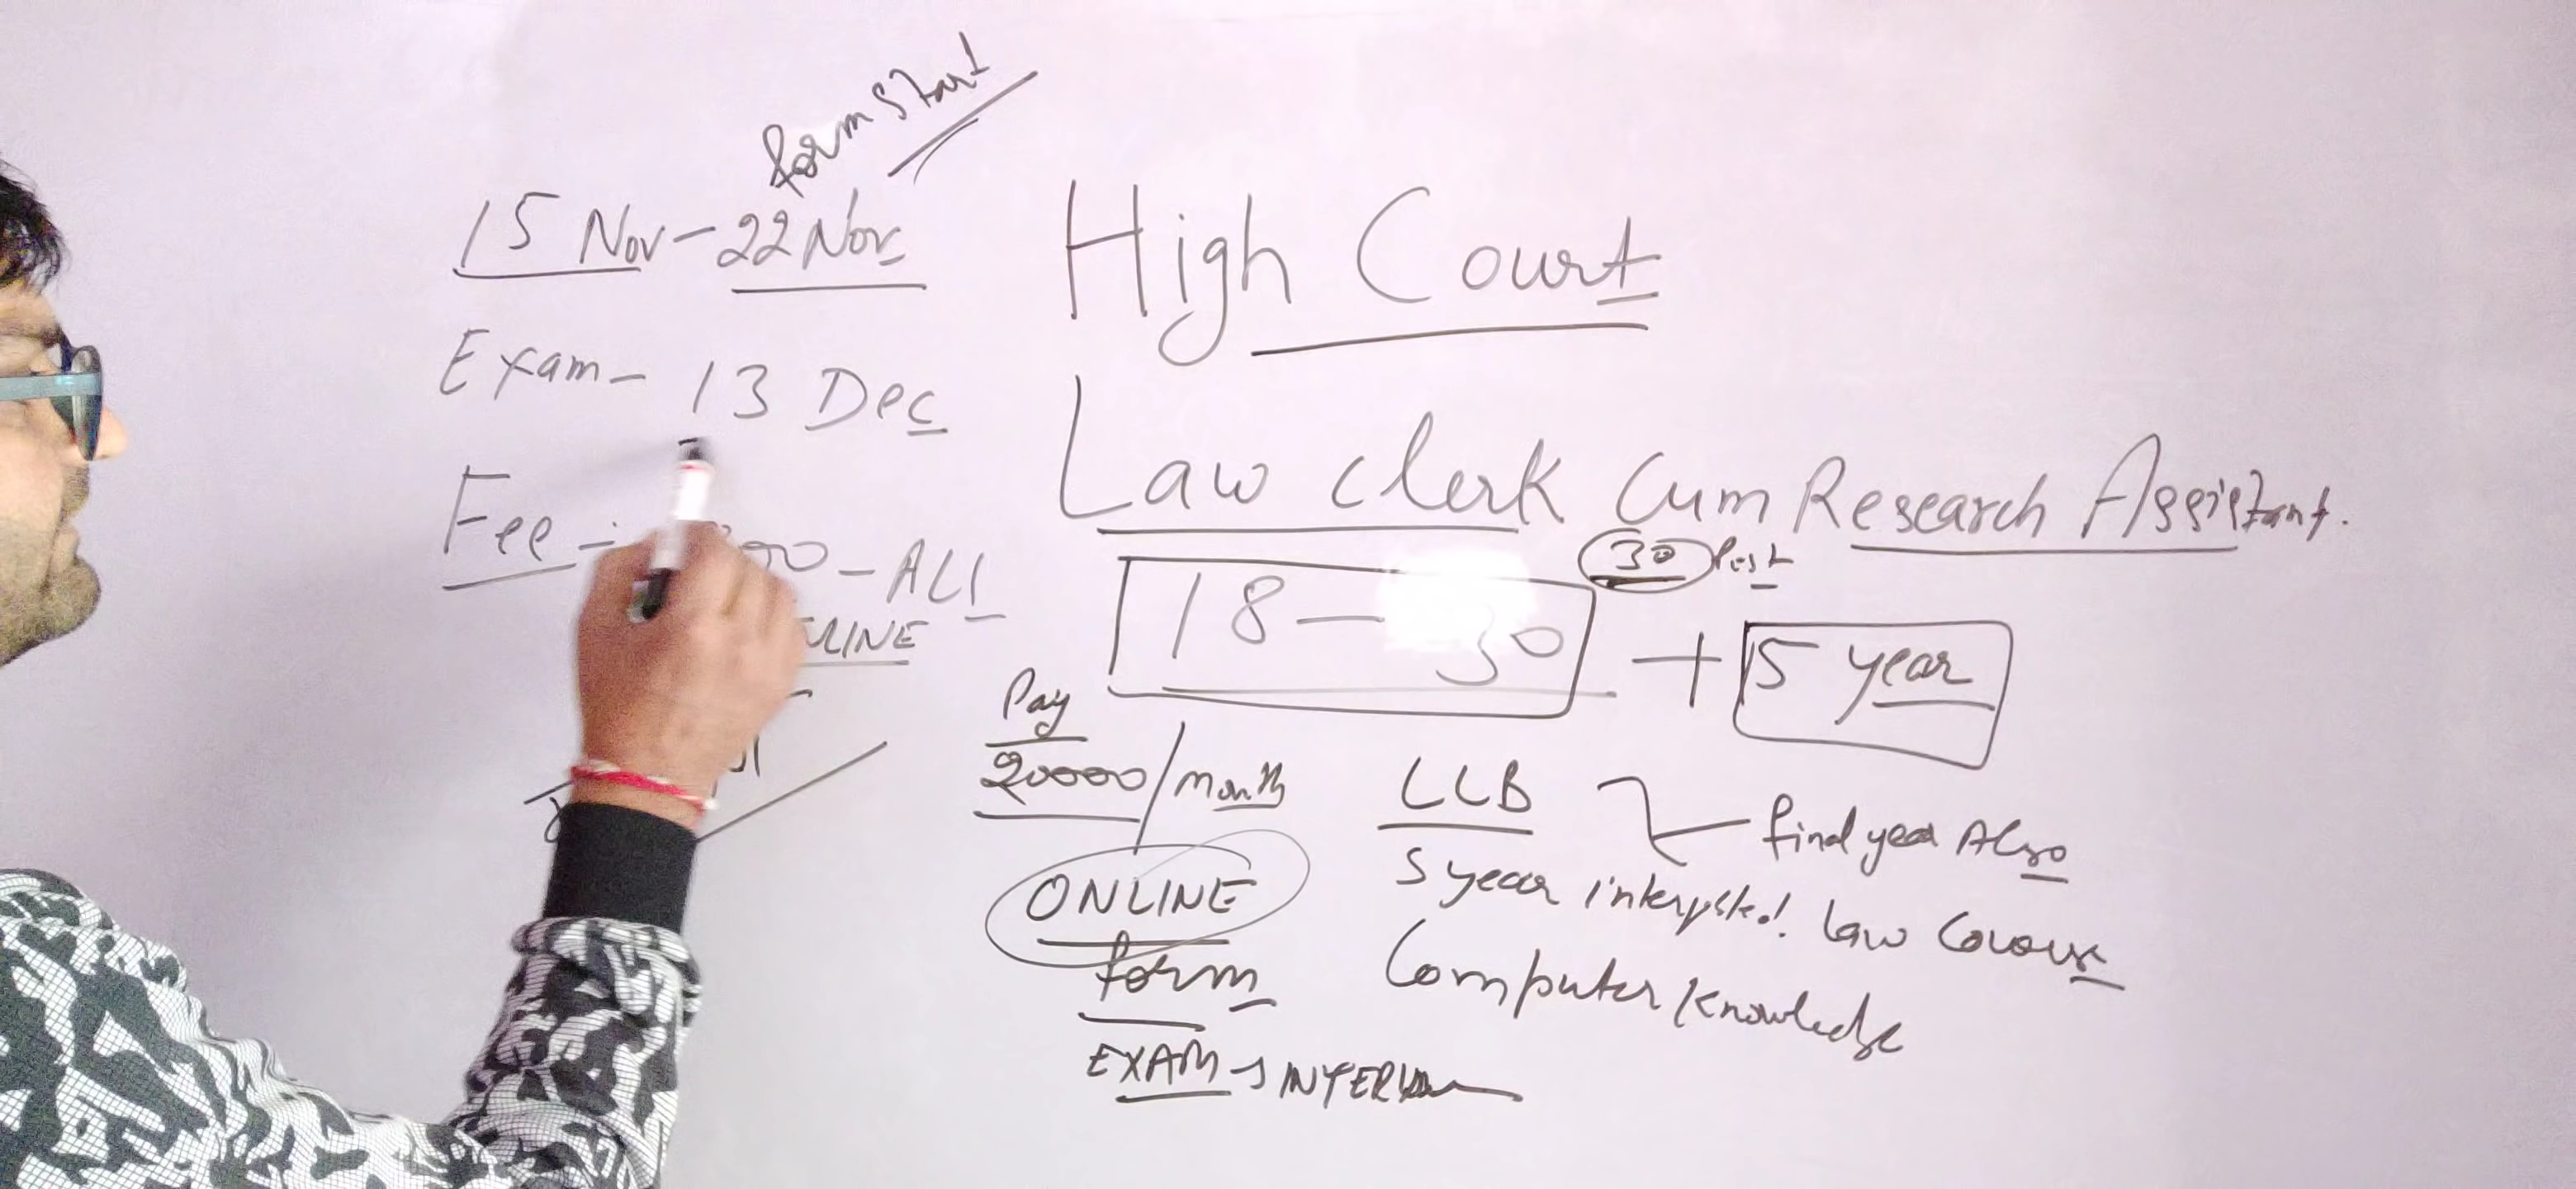 form Start
15 Nov - 22 Nov
Exam - 13 Dec
Fee - ALL
High Court
Law Clerk Cum Research Assistant.
30 Post
18 - 30 + 5 year
Pay
20000/month
ONLINE
form
EXAM → INTERVIEW
LLB
final year Also
5 year integrated law Course
Computer Knowledge